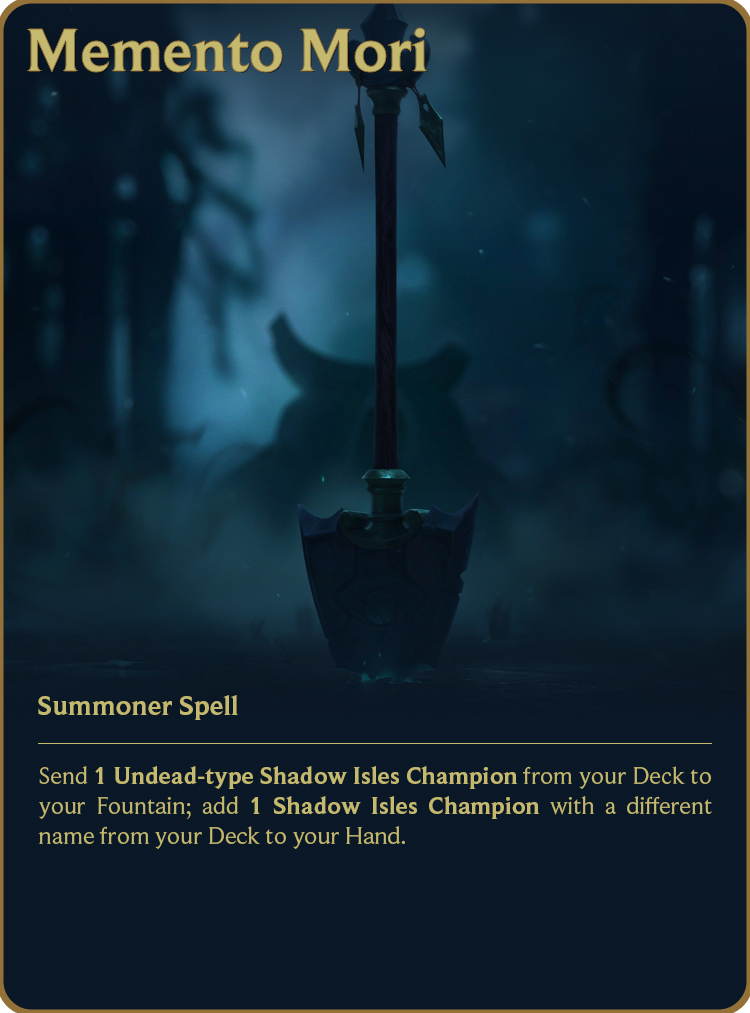 Memento Mori
Summoner Spell
Send 1 Undead-type Shadow Isles Champion from your Deck to
your Fountain; add 1 Shadow Isles Champion with a different
name from your Deck to your Hand.